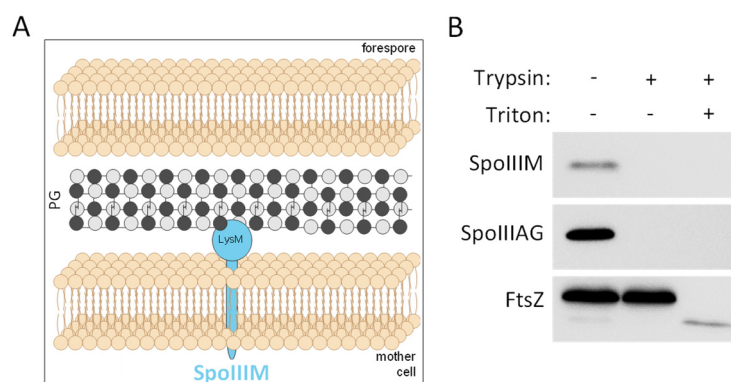 A
forespore
PG
LysM
SpoIIIM
mother
cell
B
Trypsin: - + +
Triton: - - +
SpoIIIM
SpoIIIAG
FtsZ